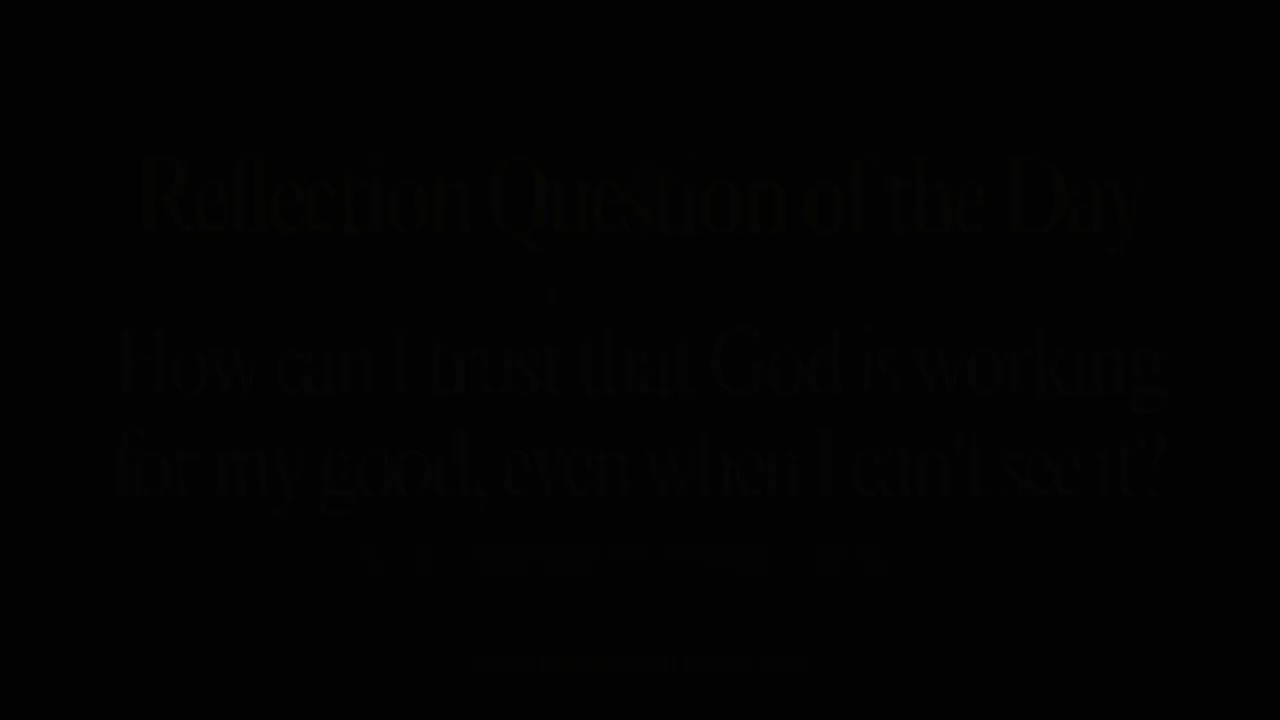 Reflection Question of the Day
How can I trust that God is working
for my good, even when I can't see it?